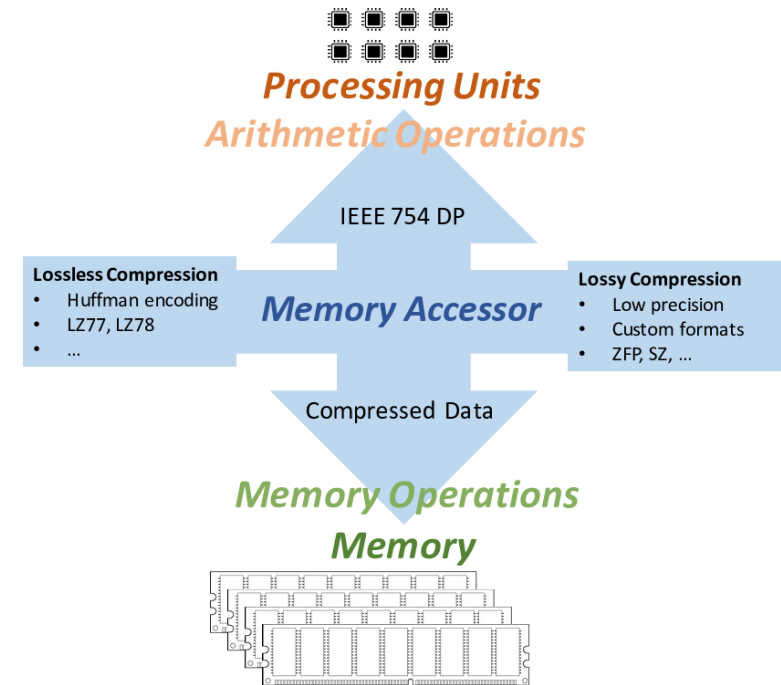 Processing Units
Arithmetic Operations
IEEE 754 DP
Lossless Compression
• Huffman encoding
• LZ77, LZ78
• ...
Memory Accessor
Lossy Compression
• Low precision
• Custom formats
• ZFP, SZ, ...
Compressed Data
Memory Operations
Memory